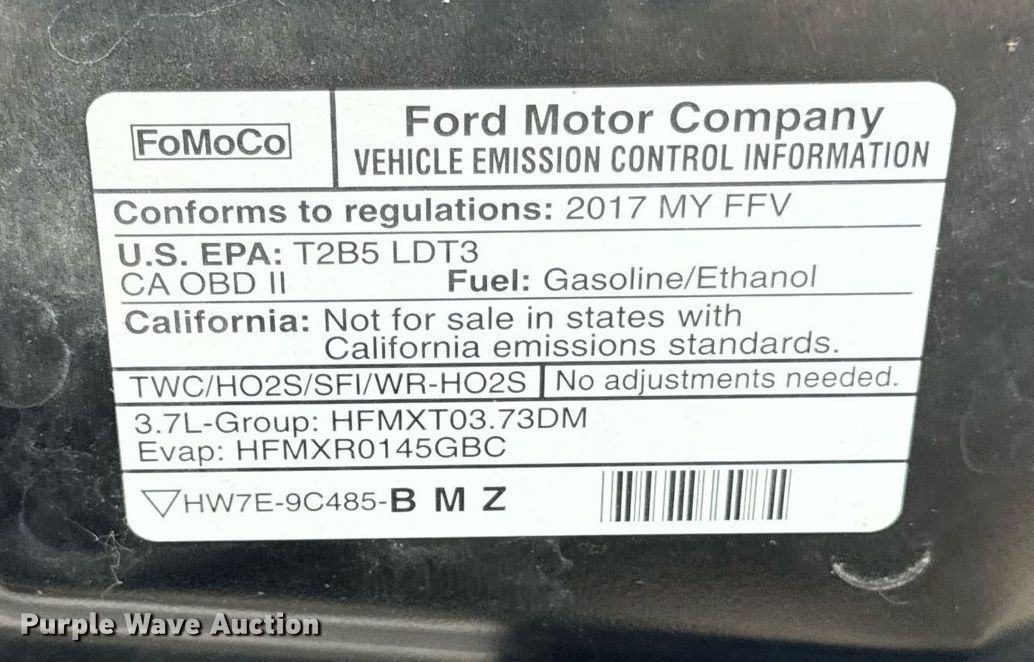 FoMoCo
Ford Motor Company
VEHICLE EMISSION CONTROL INFORMATION
Conforms to regulations: 2017 MY FFV
U.S. EPA: T2B5 LDT3
CA OBD II Fuel: Gasoline/Ethanol
California: Not for sale in states with
California emissions standards.
TWC/HO2S/SFI/WR-HO2S No adjustments needed.
3.7L-Group: HFMXT03.73DM
Evap: HFMXR0145GBC
HW7E-9C485-B M Z
Purple Wave Auction